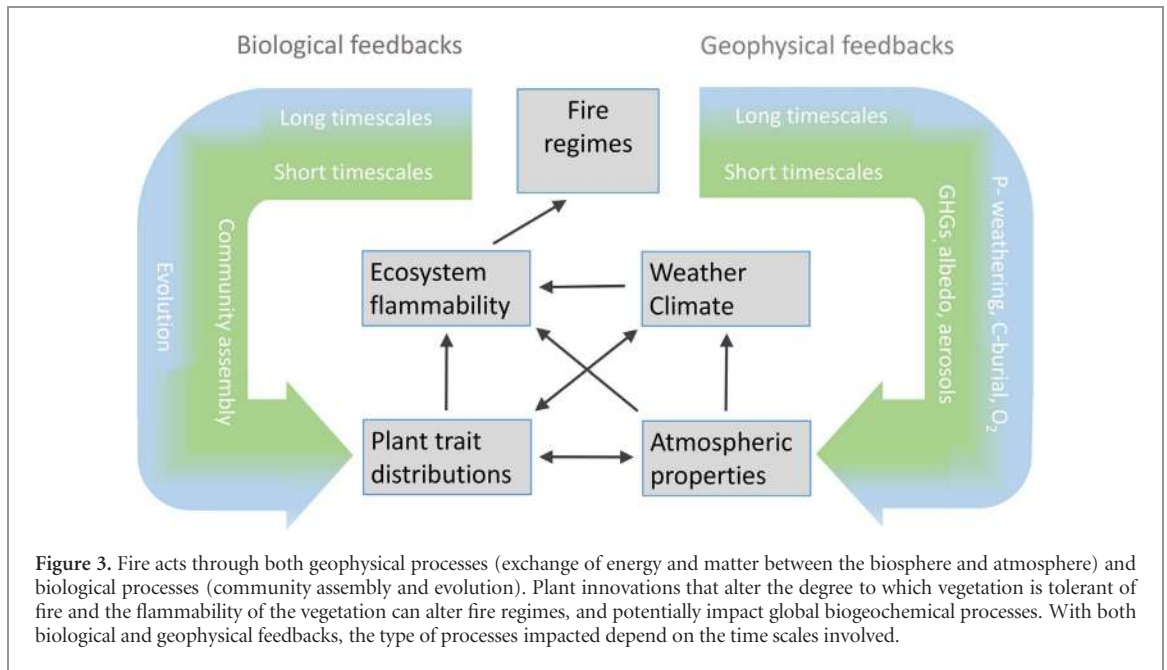 Biological feedbacks
Geophysical feedbacks
Long timescales
Short timescales
Evolution
Community assembly
Fire
regimes
Long timescales
Short timescales
GHGs, albedo, aerosols
P- weathering, C-burial, O₂
Ecosystem
flammability
Weather
Climate
Plant trait
distributions
Atmospheric
properties
Figure 3. Fire acts through both geophysical processes (exchange of energy and matter between the biosphere and atmosphere) and
biological processes (community assembly and evolution). Plant innovations that alter the degree to which vegetation is tolerant of
fire and the flammability of the vegetation can alter fire regimes, and potentially impact global biogeochemical processes. With both
biological and geophysical feedbacks, the type of processes impacted depend on the time scales involved.